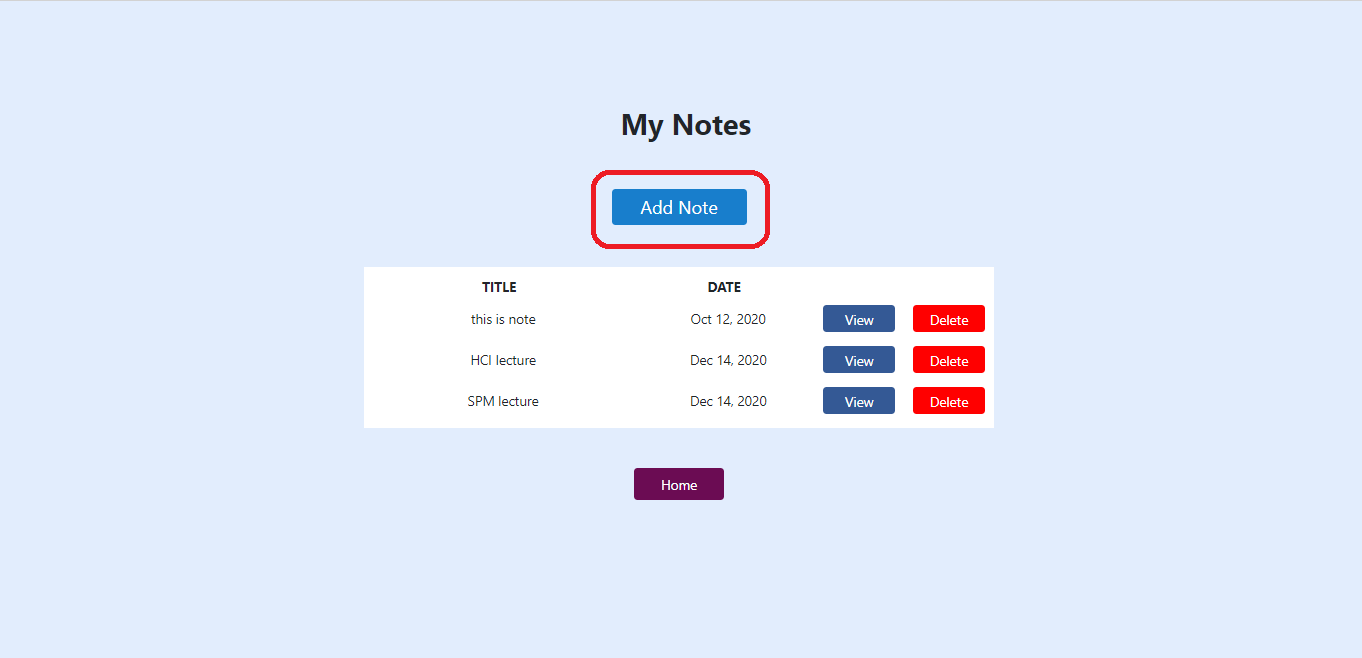 My Notes
Add Note
TITLE DATE
this is note Oct 12, 2020 View Delete
HCI lecture Dec 14, 2020 View Delete
SPM lecture Dec 14, 2020 View Delete
Home